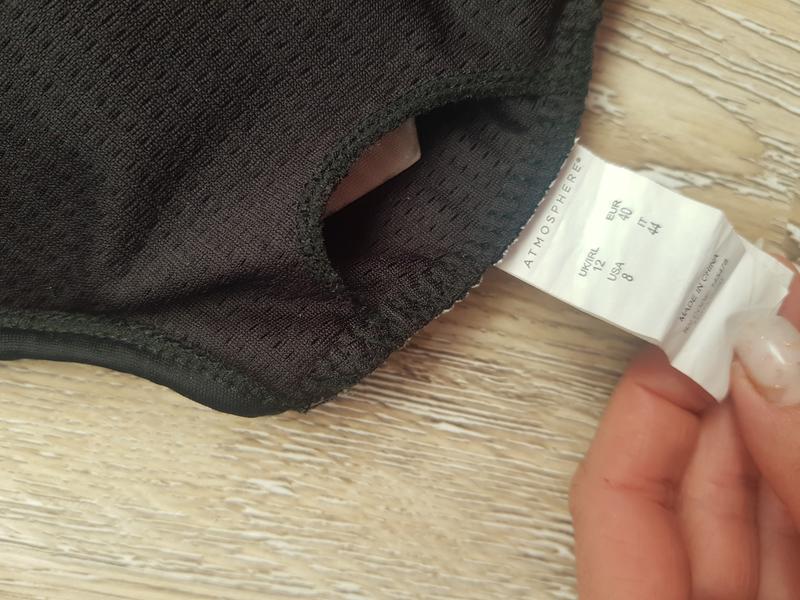 ATMOSPHERE®
UK/IRL
12
EUR
40
USA
8
IT
44
MADE IN CHINA